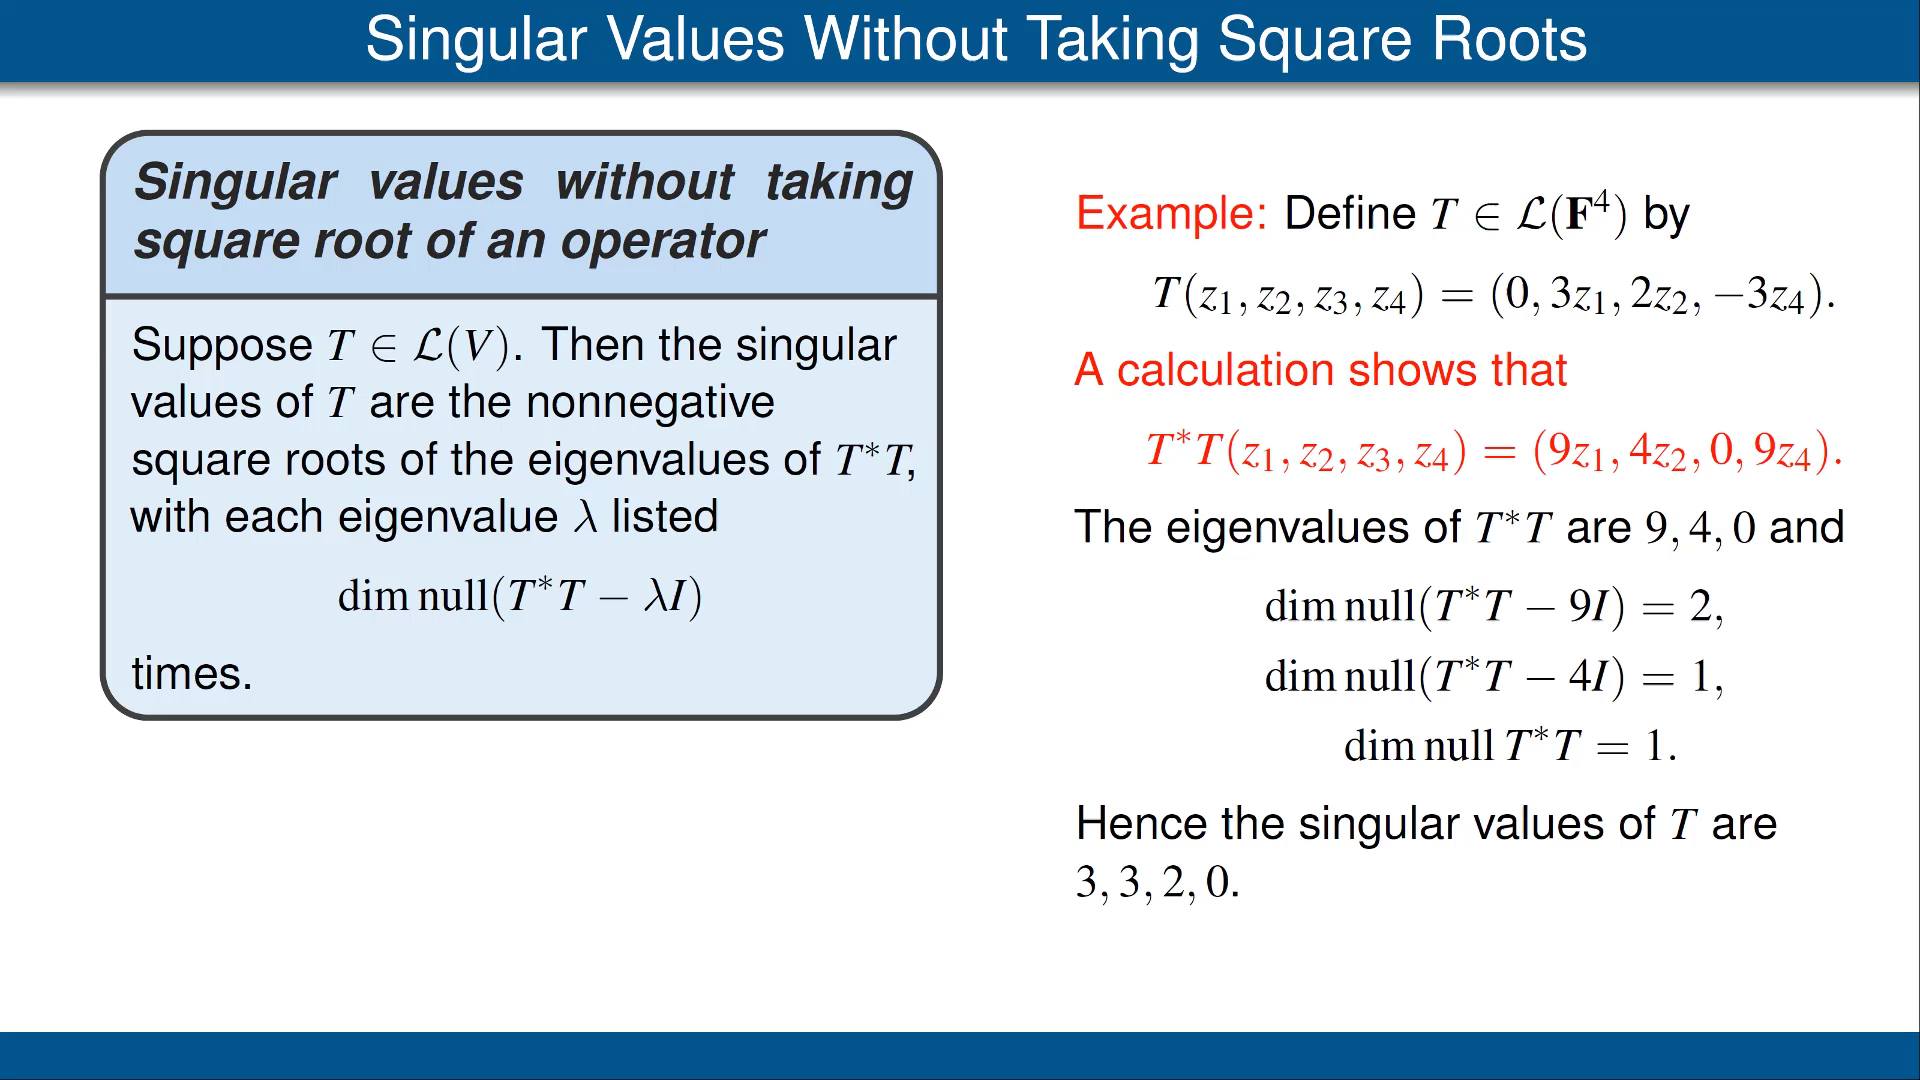 Singular Values Without Taking Square Roots
Singular values without taking
square root of an operator
Suppose T ∈ ℒ(V). Then the singular
values of T are the nonnegative
square roots of the eigenvalues of T*T,
with each eigenvalue λ listed
dim null(T*T − λI)
times.
Example: Define T ∈ ℒ(F⁴) by
T(z₁, z₂, z₃, z₄) = (0, 3z₁, 2z₂, −3z₄).
A calculation shows that
T*T(z₁, z₂, z₃, z₄) = (9z₁, 4z₂, 0, 9z₄).
The eigenvalues of T*T are 9, 4, 0 and
dim null(T*T − 9I) = 2,
dim null(T*T − 4I) = 1,
dim null T*T = 1.
Hence the singular values of T are
3, 3, 2, 0.